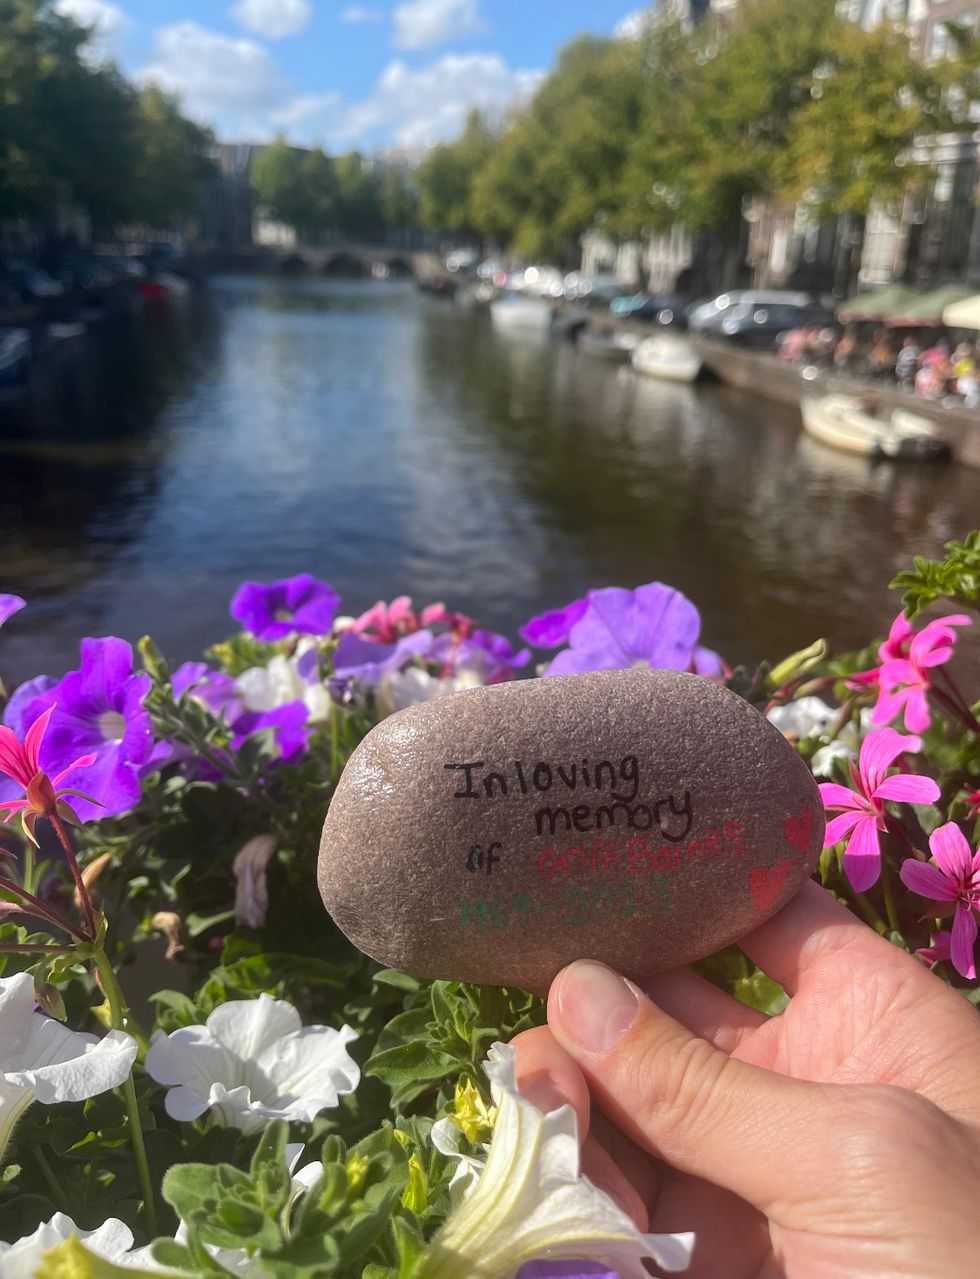 In loving
memory
of Griff Barnes
1969-2023